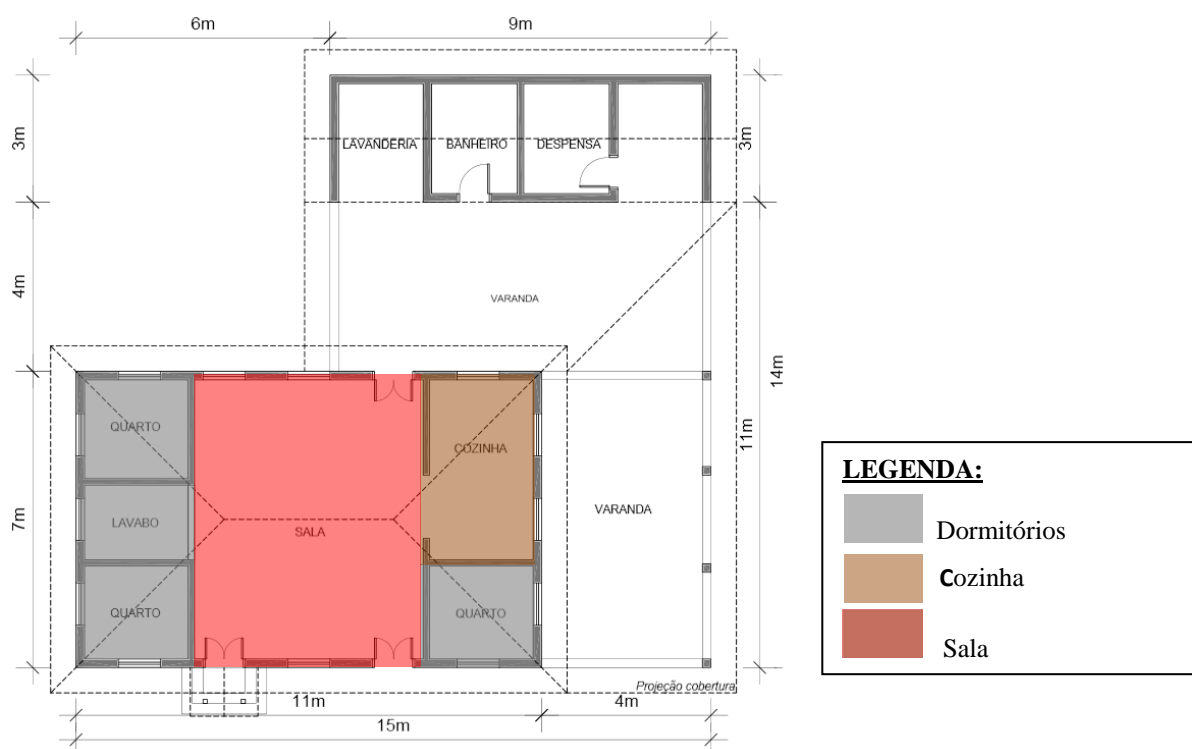 6m
9m
3m
LAVANDERIA
BANHEIRO
DESPENSA
3m
4m
VARANDA
14m
11m
7m
QUARTO
COZINHA
LAVABO
SALA
VARANDA
QUARTO
QUARTO
Projeção cobertura
11m
4m
15m
LEGENDA:
Dormitórios
Cozinha
Sala